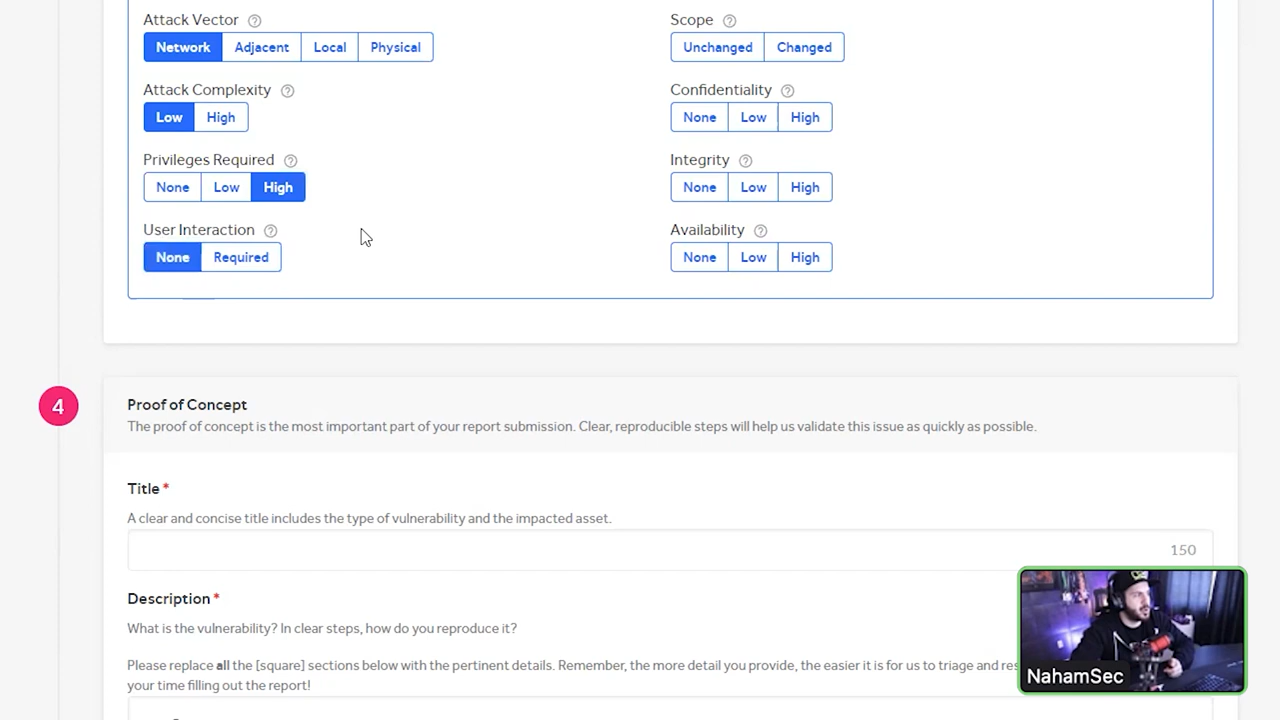 Attack Vector
Network Adjacent Local Physical
Attack Complexity
Low High
Privileges Required
None Low High
User Interaction
None Required
Scope
Unchanged Changed
Confidentiality
None Low High
Integrity
None Low High
Availability
None Low High
4
Proof of Concept
The proof of concept is the most important part of your report submission. Clear, reproducible steps will help us validate this issue as quickly as possible.
Title *
A clear and concise title includes the type of vulnerability and the impacted asset.
150
Description *
What is the vulnerability? In clear steps, how do you reproduce it?
Please replace all the [square] sections below with the pertinent details. Remember, the more detail you provide, the easier it is for us to triage and
your time filling out the report!
NahamSec